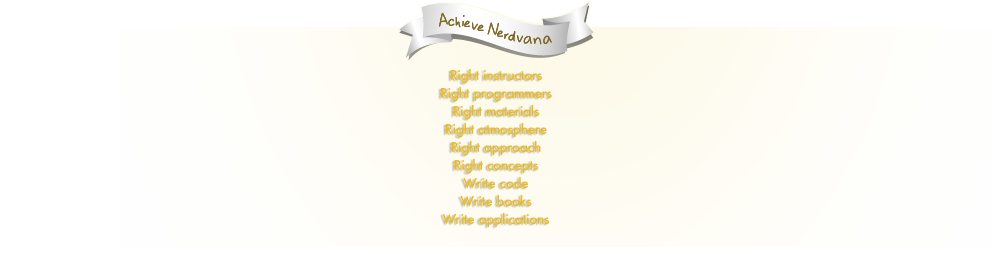 Achieve Nerdvana
Right instructors
Right programmers
Right materials
Right atmosphere
Right approach
Right concepts
Write code
Write books
Write applications